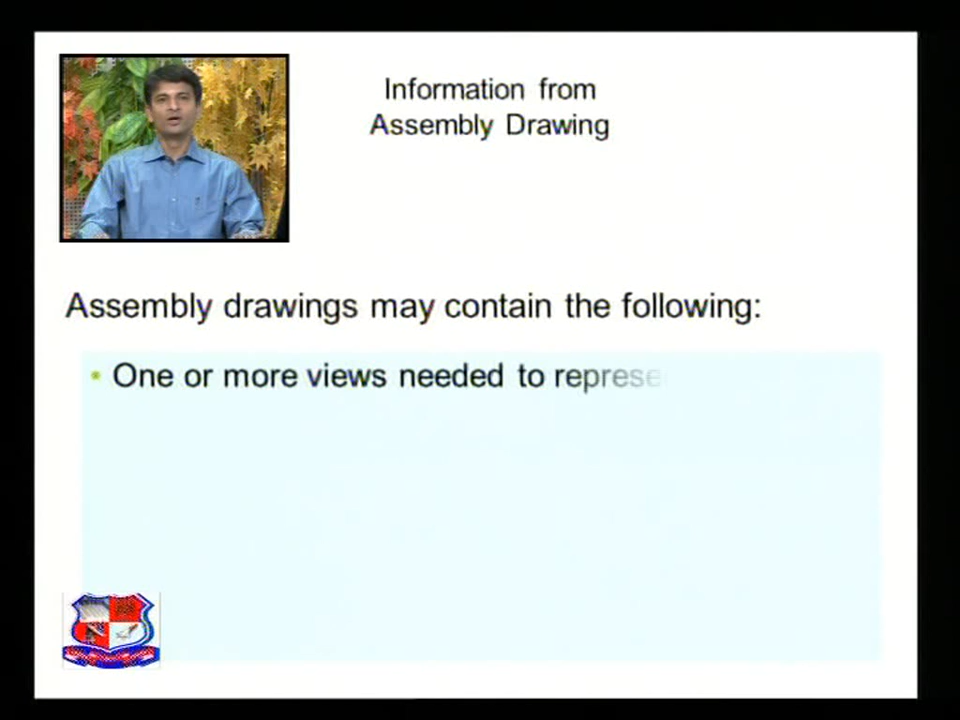 Information from
Assembly Drawing
Assembly drawings may contain the following:
• One or more views needed to represe